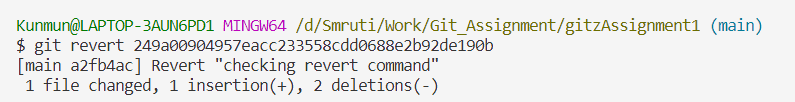 Kunmun@LAPTOP-3AUN6PD1 MINGW64 /d/Smruti/Work/Git_Assignment/gitzAssignment1 (main)
$ git revert 249a00904957eacc233558cdd0688e2b92de190b
[main a2fb4ac] Revert "checking revert command"
 1 file changed, 1 insertion(+), 2 deletions(-)